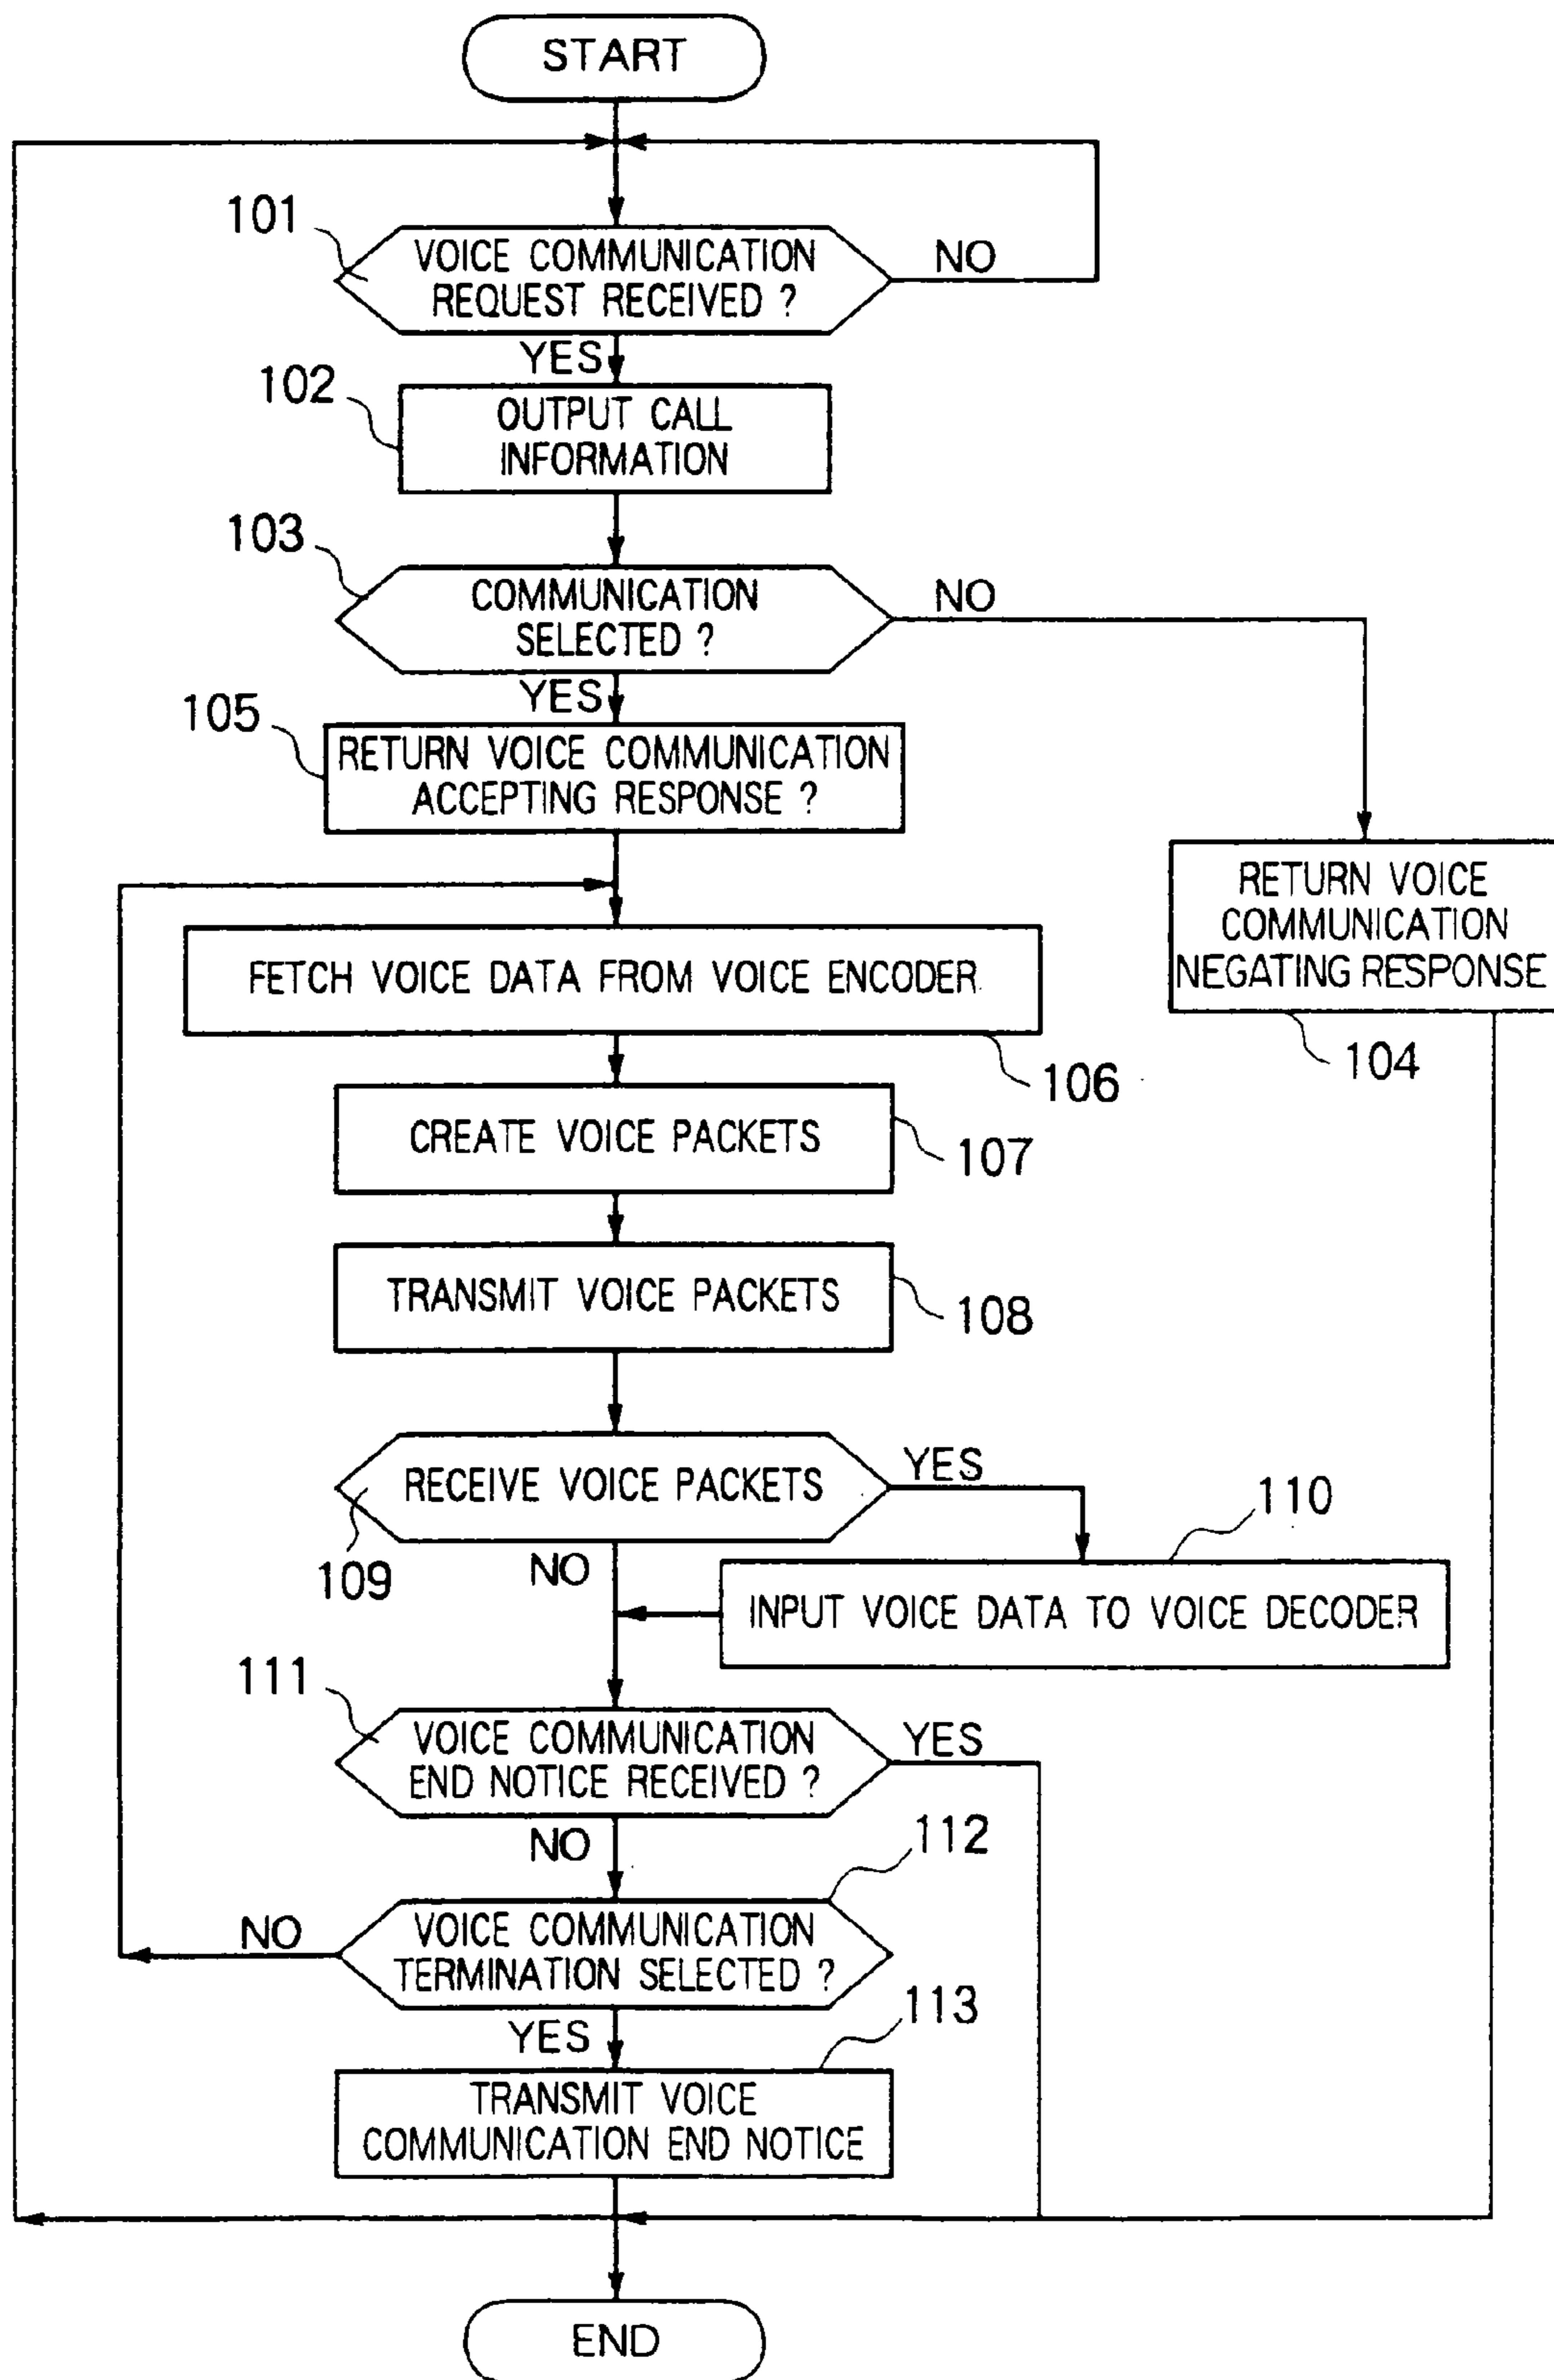 START
101
VOICE COMMUNICATION
REQUEST RECEIVED ?
NO
YES
102
OUTPUT CALL
INFORMATION
103
COMMUNICATION
SELECTED ?
NO
YES
105
RETURN VOICE COMMUNICATION
ACCEPTING RESPONSE ?
RETURN VOICE
COMMUNICATION
NEGATING RESPONSE
104
FETCH VOICE DATA FROM VOICE ENCODER
106
CREATE VOICE PACKETS
107
TRANSMIT VOICE PACKETS
108
RECEIVE VOICE PACKETS
YES
109
NO
110
INPUT VOICE DATA TO VOICE DECODER
111
VOICE COMMUNICATION
END NOTICE RECEIVED ?
YES
NO
112
VOICE COMMUNICATION
TERMINATION SELECTED ?
NO
YES
113
TRANSMIT VOICE
COMMUNICATION END NOTICE
END